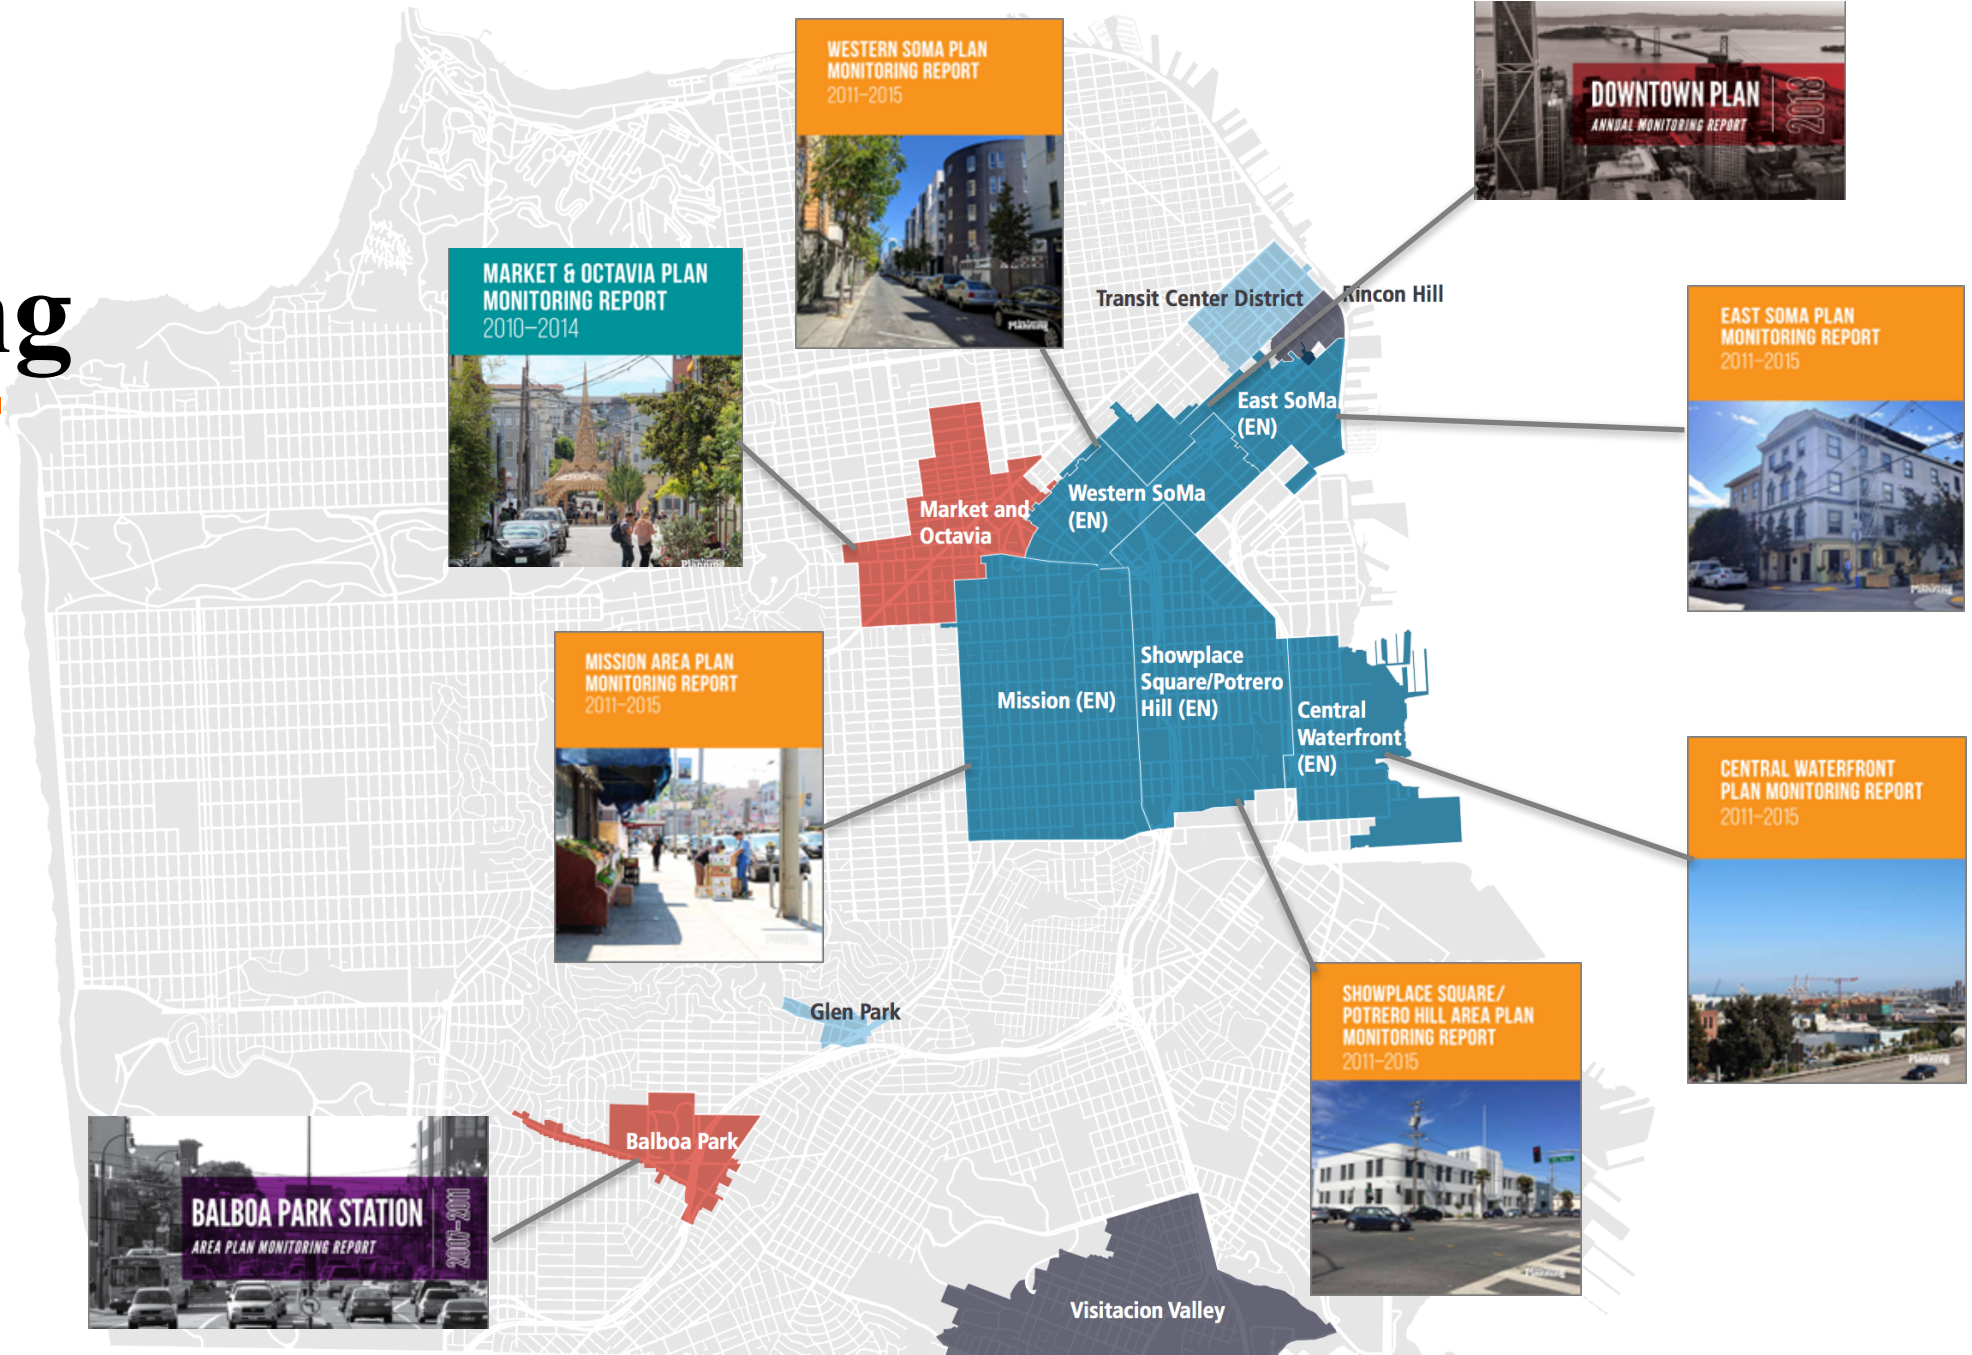 ng
WESTERN SOMA PLAN
MONITORING REPORT
2011–2015
DOWNTOWN PLAN
ANNUAL MONITORING REPORT
2018
MARKET & OCTAVIA PLAN
MONITORING REPORT
2010–2014
Transit Center District
Rincon Hill
EAST SOMA PLAN
MONITORING REPORT
2011–2015
East SoMa
(EN)
Western SoMa
(EN)
Market and
Octavia
MISSION AREA PLAN
MONITORING REPORT
2011–2015
Mission (EN)
Showplace
Square/Potrero
Hill (EN)
Central
Waterfront
(EN)
CENTRAL WATERFRONT
PLAN MONITORING REPORT
2011–2015
Glen Park
SHOWPLACE SQUARE/
POTRERO HILL AREA PLAN
MONITORING REPORT
2011–2015
Balboa Park
BALBOA PARK STATION
AREA PLAN MONITORING REPORT
2007–2011
Visitacion Valley